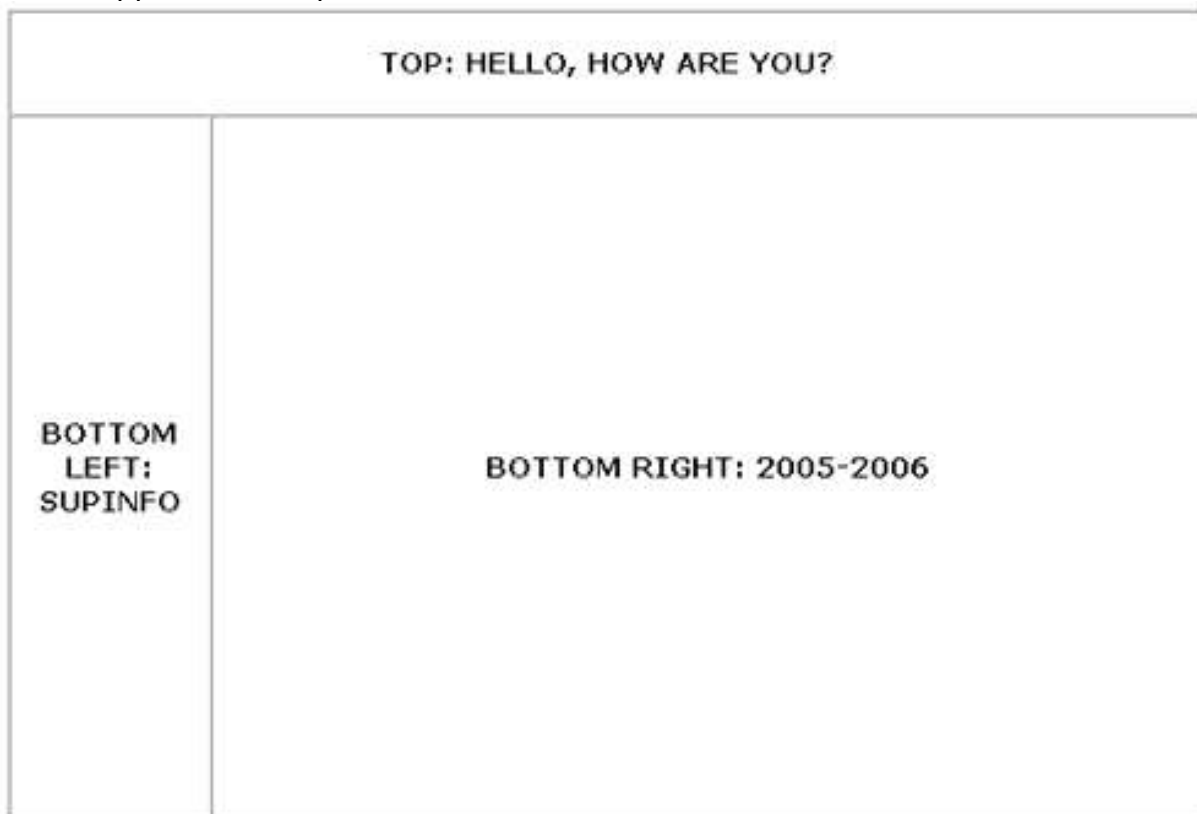 TOP: HELLO, HOW ARE YOU?
BOTTOM
LEFT:
SUPINFO
BOTTOM RIGHT: 2005-2006